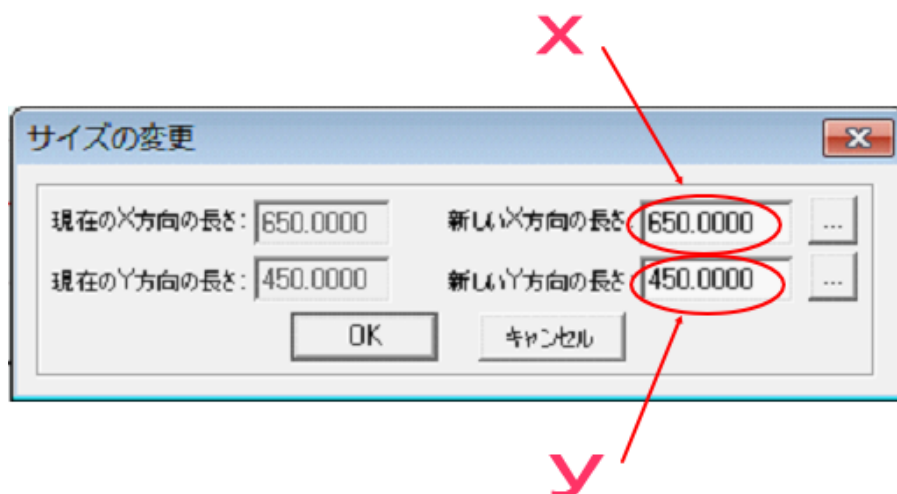 X
サイズの変更
現在のX方向の長さ: 650.0000 新しいX方向の長さ: 650.0000 ...
現在のY方向の長さ: 450.0000 新しいY方向の長さ: 450.0000 ...
OK キャンセル
y